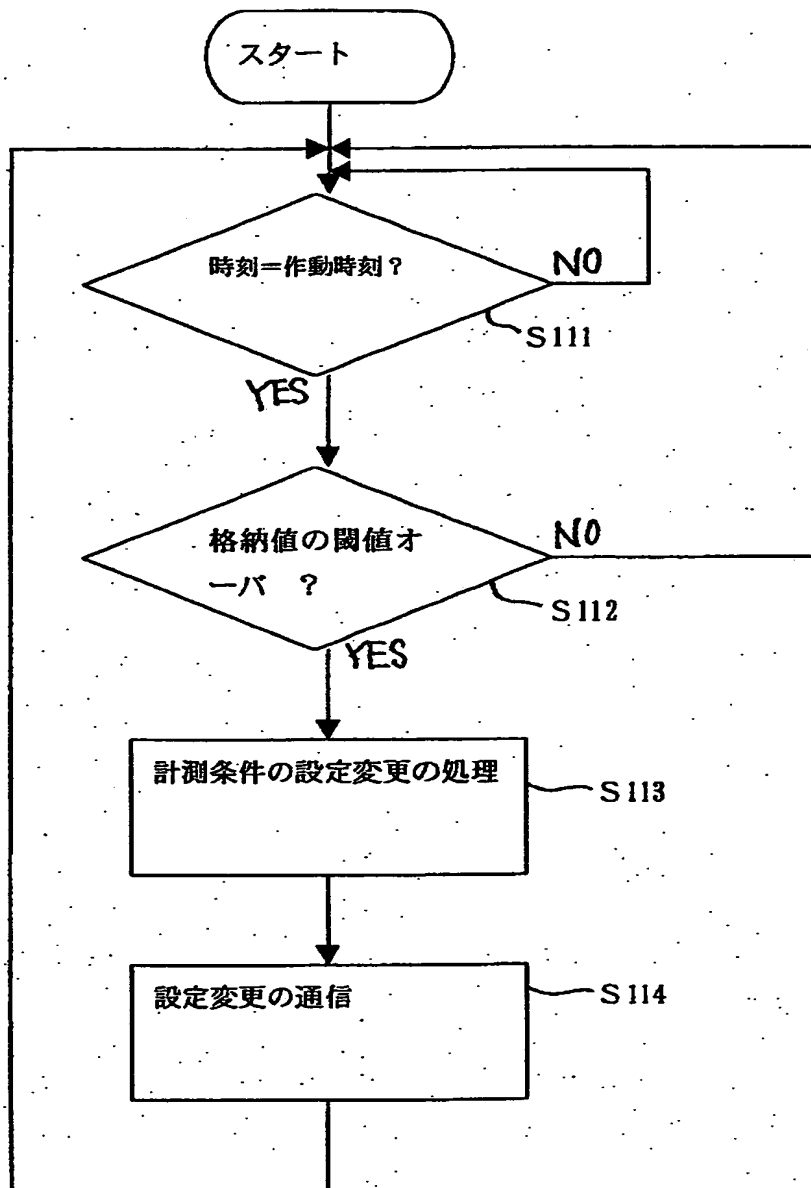 スタート
時刻＝作動時刻？
NO
S111
YES
格納値の閾値オ
ーバ ？
NO
S112
YES
計測条件の設定変更の処理
S113
設定変更の通信
S114